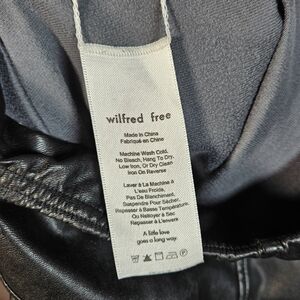 wilfred free
Made in China
Fabriqué en Chine
Machine Wash Cold.
No Bleach, Hang To Dry.
Low Iron, Or Dry Clean
Iron On Reverse
Laver à La Machine à
L'eau Froide,
Pas De Blanchiment.
Suspendre Pour Sécher.
Repasser à Basse Température.
Ou Nettoyer à Sec
Repasser à L'envers
A little love
goes a long way.